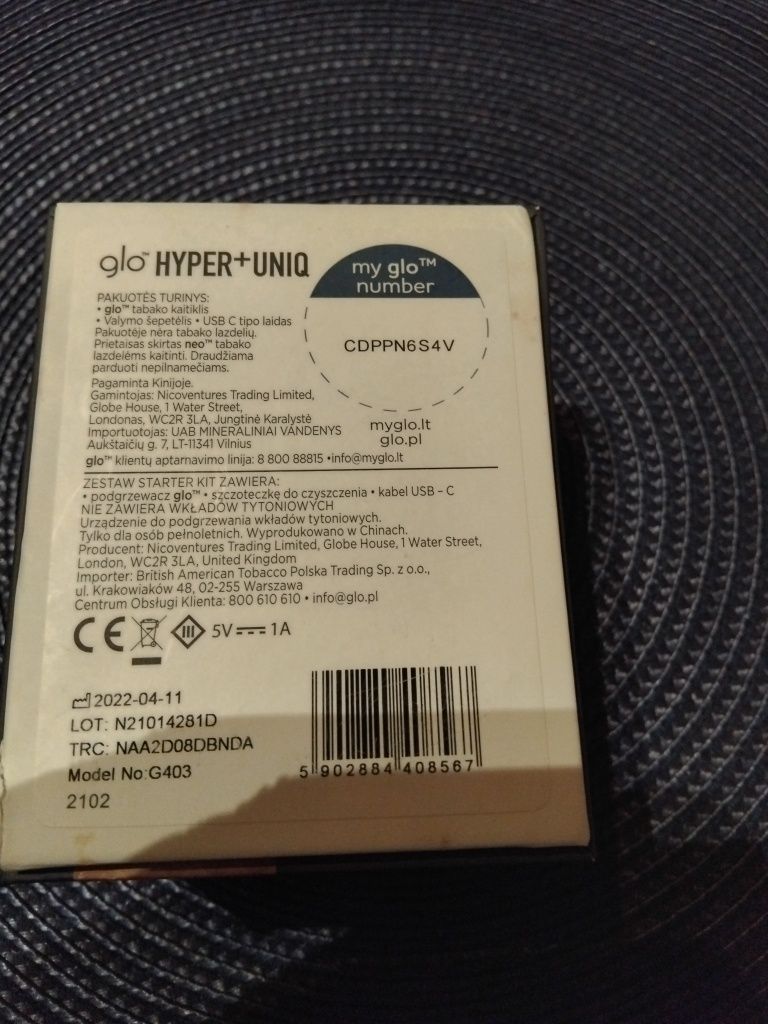 glo™ HYPER+UNIQ
my glo™
number
CDPPN6S4V
myglo.lt
glo.pl
PAKUOTĖS TURINYS:
• glo™ tabako kaitiklis
• Valymo šepetėlis • USB C tipo laidas
Pakuotėje nėra tabako lazdelių.
Prietaisas skirtas neo™ tabako
lazdelėms kaitinti. Draudžiama
parduoti nepilnamečiams.
Pagaminta Kinijoje.
Gamintojas: Nicoventures Trading Limited,
Globe House, 1 Water Street,
Londonas, WC2R 3LA, Jungtinė Karalystė
Importuotojas: UAB MINERALINIAI VANDENYS
Aukštaičių g. 7, LT-11341 Vilnius
glo™ klientų aptarnavimo linija: 8 800 88815 •info@myglo.lt
ZESTAW STARTER KIT ZAWIERA:
• podgrzewacz glo™ • szczoteczkę do czyszczenia • kabel USB – C
NIE ZAWIERA WKŁADÓW TYTONIOWYCH
Urządzenie do podgrzewania wkładów tytoniowych.
Tylko dla osób pełnoletnich. Wyprodukowano w Chinach.
Producent: Nicoventures Trading Limited, Globe House, 1 Water Street,
London, WC2R 3LA, United Kingdom
Importer: British American Tobacco Polska Trading Sp. z o.o.,
ul. Krakowiaków 48, 02-255 Warszawa
Centrum Obsługi Klienta: 800 610 610 • info@glo.pl
CE III 5V 1A
2022-04-11
LOT: N21014281D
TRC: NAA2D08DBNDA
Model No:G403
2102
5 902884 408567